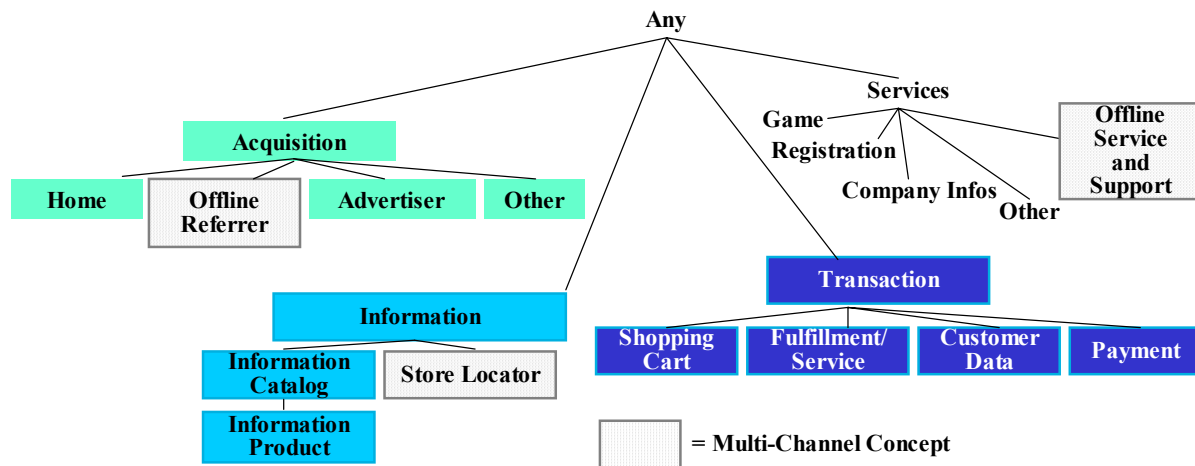 Any
Services
Game
Registration
Company Infos
Other
Offline
Service
and
Support
Acquisition
Home
Offline
Referrer
Advertiser
Other
Transaction
Shopping
Cart
Fulfillment/
Service
Customer
Data
Payment
Information
Information
Catalog
Store Locator
Information
Product
= Multi-Channel Concept